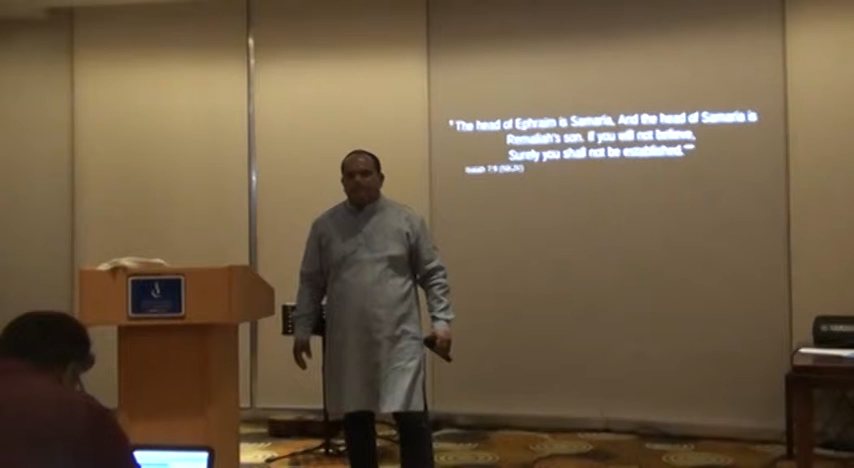 "The head of Ephraim is Samaria, And the head of Samaria is
Remaliah's son. If you will not believe,
Surely you shall not be established.""
Isaiah 7:9
YAMAHA